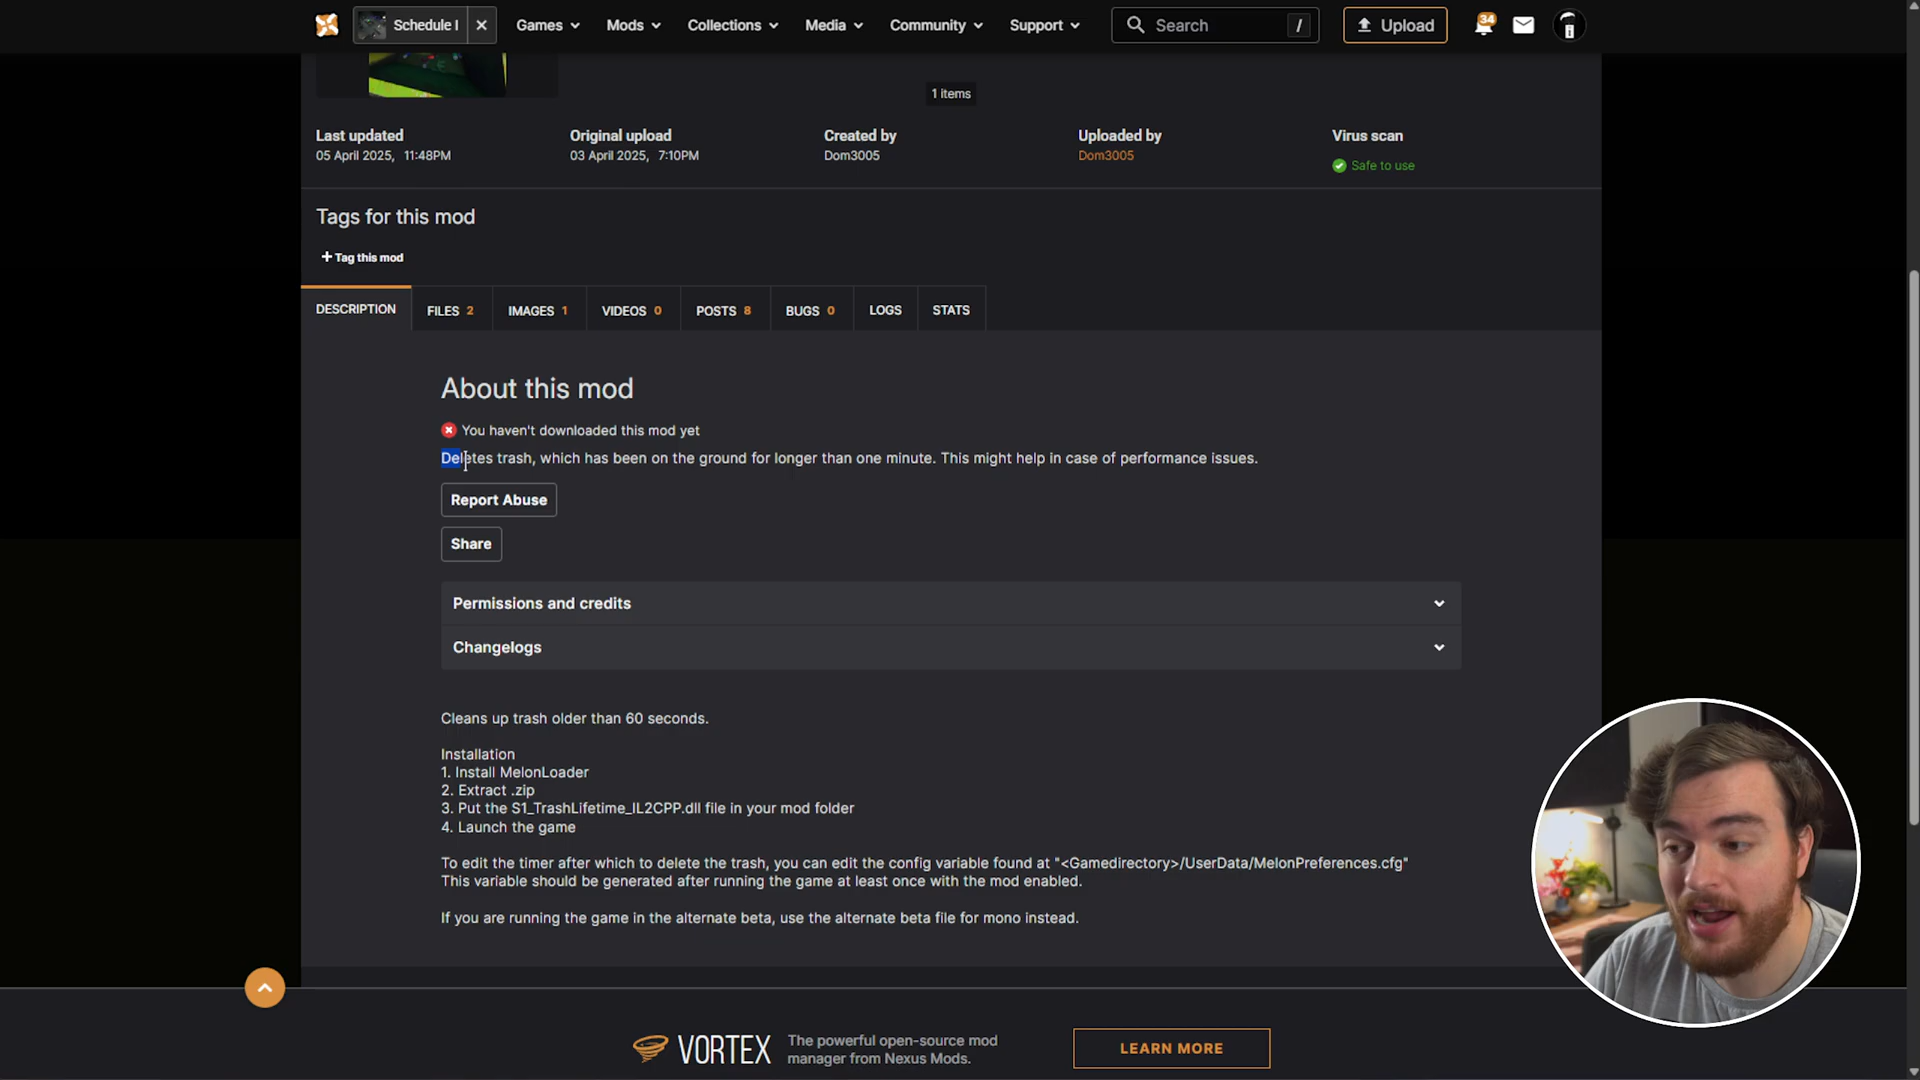 Schedule I
Games
Mods
Collections
Media
Community
Support
Search
/
Upload
34
1 items
Last updated
05 April 2025, 11:48PM
Original upload
03 April 2025, 7:10PM
Created by
Dom3005
Uploaded by
Dom3005
Virus scan
Safe to use
Tags for this mod
+ Tag this mod
DESCRIPTION
FILES 2
IMAGES 1
VIDEOS 0
POSTS 8
BUGS 0
LOGS
STATS
About this mod
You haven't downloaded this mod yet
Deletes trash, which has been on the ground for longer than one minute. This might help in case of performance issues.
Report Abuse
Share
Permissions and credits
Changelogs
Cleans up trash older than 60 seconds.
Installation
1. Install MelonLoader
2. Extract .zip
3. Put the S1_TrashLifetime_IL2CPP.dll file in your mod folder
4. Launch the game
To edit the timer after which to delete the trash, you can edit the config variable found at "<Gamedirectory>/UserData/MelonPreferences.cfg"
This variable should be generated after running the game at least once with the mod enabled.
If you are running the game in the alternate beta, use the alternate beta file for mono instead.
VORTEX
The powerful open-source mod
manager from Nexus Mods.
LEARN MORE